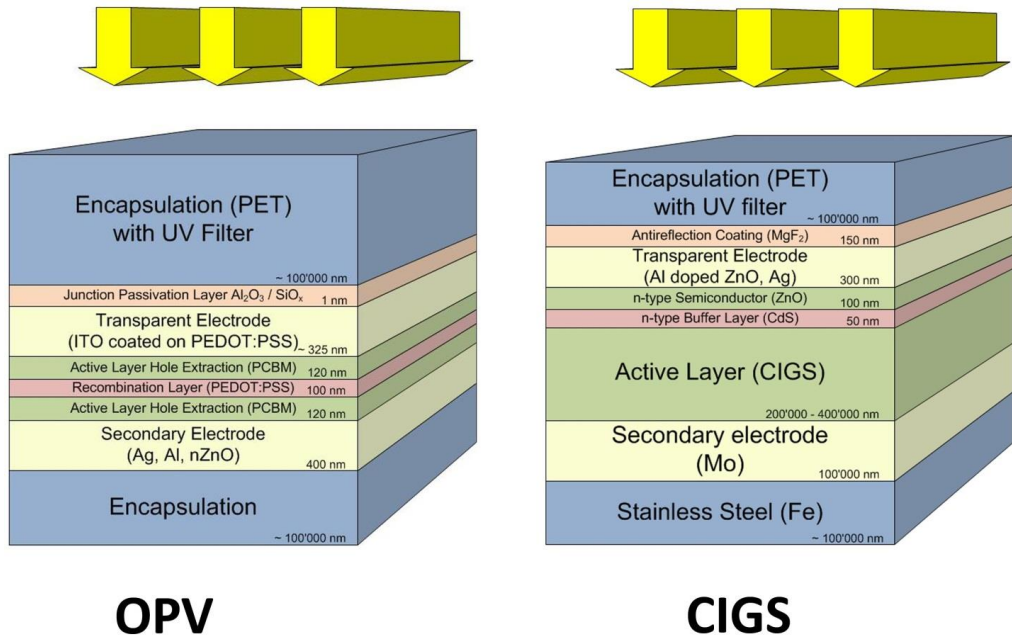 Encapsulation (PET)
with UV Filter
~ 100'000 nm
Junction Passivation Layer Al₂O₃ / SiOₓ
1 nm
Transparent Electrode
(ITO coated on PEDOT:PSS)
~ 325 nm
Active Layer Hole Extraction (PCBM)
120 nm
Recombination Layer (PEDOT:PSS)
100 nm
Active Layer Hole Extraction (PCBM)
120 nm
Secondary Electrode
(Ag, Al, nZnO)
400 nm
Encapsulation
~ 100'000 nm
OPV
Encapsulation (PET)
with UV filter
~ 100'000 nm
Antireflection Coating (MgF₂)
150 nm
Transparent Electrode
(Al doped ZnO, Ag)
300 nm
n-type Semiconductor (ZnO)
100 nm
n-type Buffer Layer (CdS)
50 nm
Active Layer (CIGS)
200'000 - 400'000 nm
Secondary electrode
(Mo)
100'000 nm
Stainless Steel (Fe)
~ 100'000 nm
CIGS